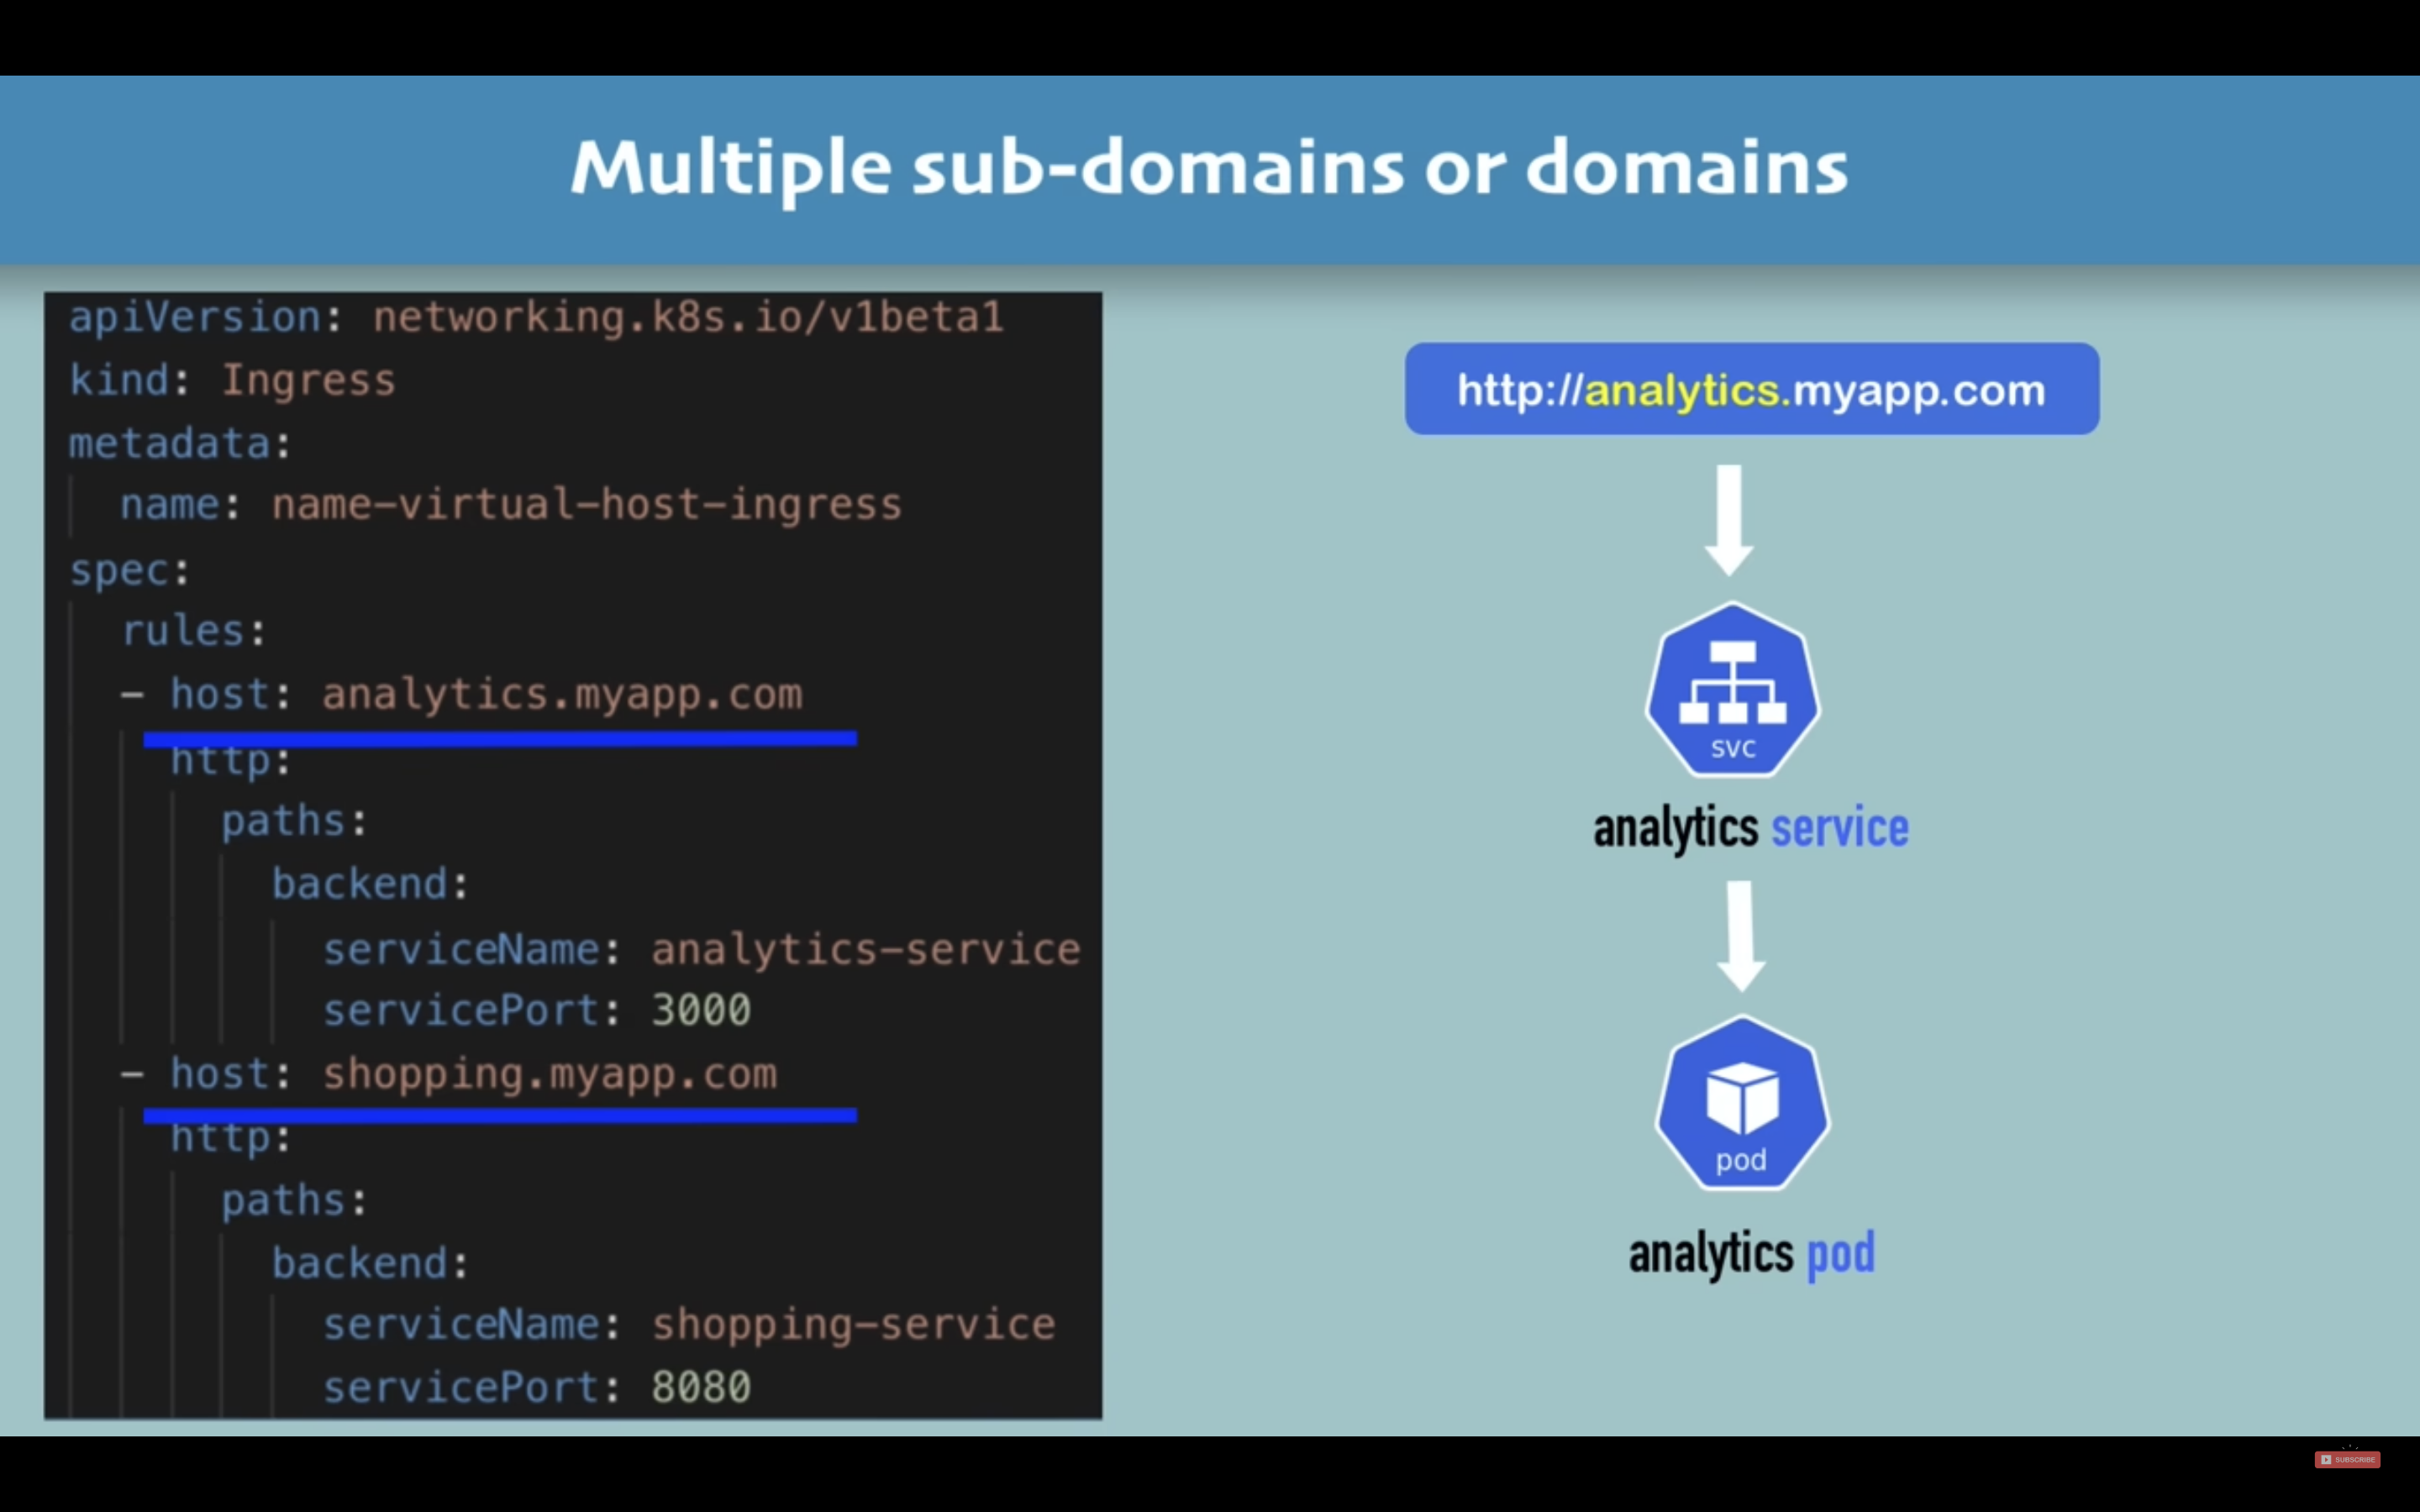 Multiple sub-domains or domains
apiVersion: networking.k8s.io/v1beta1
kind: Ingress
metadata:
  name: name-virtual-host-ingress
spec:
  rules:
  - host: analytics.myapp.com
    http:
      paths:
        backend:
          serviceName: analytics-service
          servicePort: 3000
  - host: shopping.myapp.com
    http:
      paths:
        backend:
          serviceName: shopping-service
          servicePort: 8080
http://analytics.myapp.com
svc
analytics service
pod
analytics pod
SUBSCRIBE